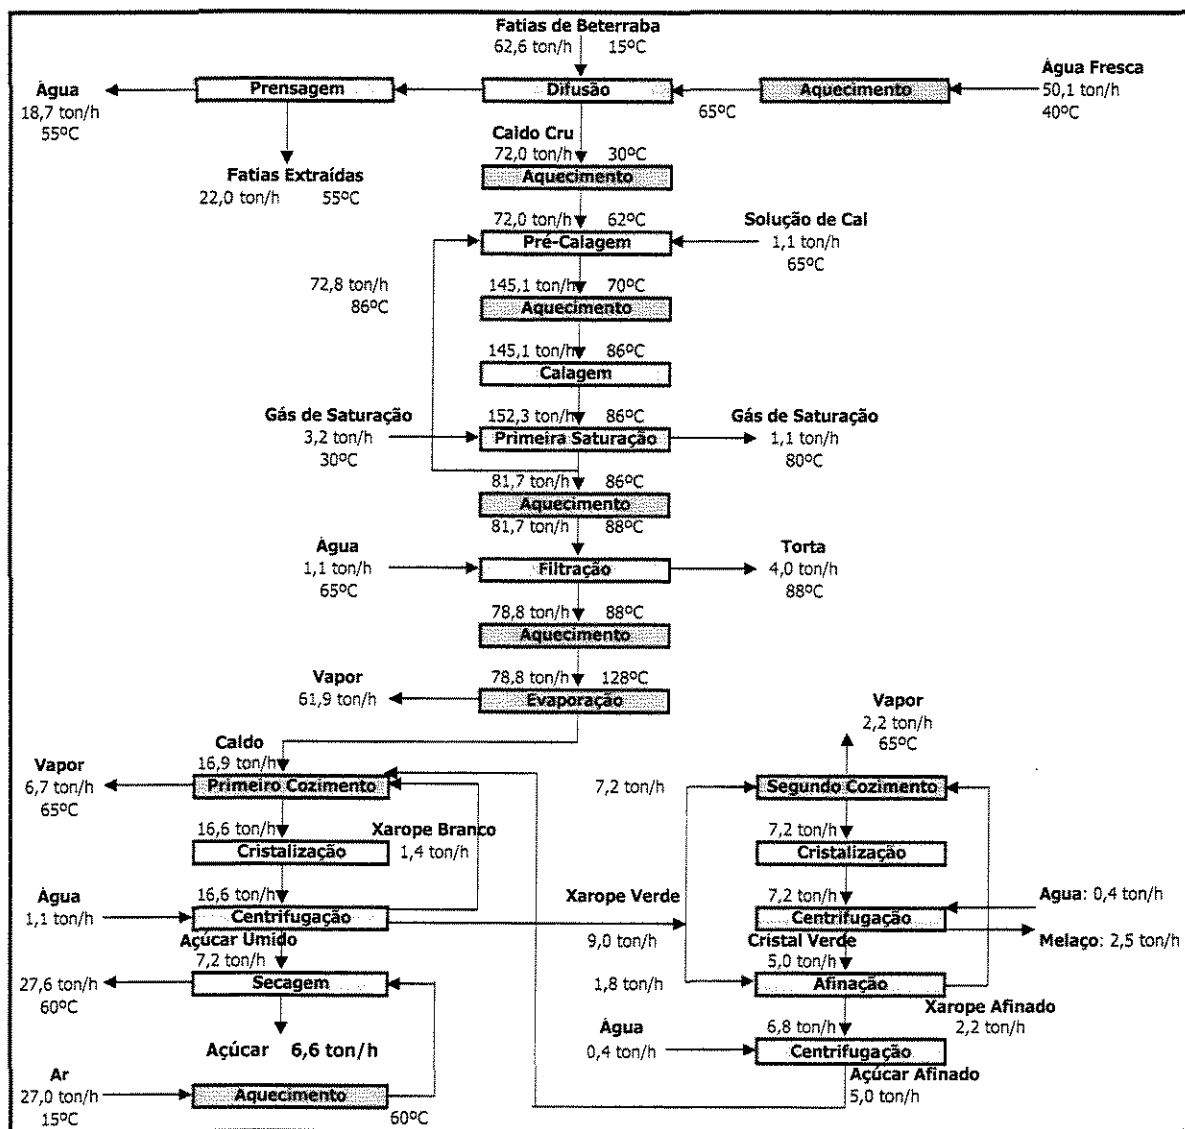 Fatias de Beterraba
62,6 ton/h 15ºC
Água
18,7 ton/h
55ºC
Prensagem
Difusão
65ºC
Aquecimento
Água Fresca
50,1 ton/h
40ºC
Fatias Extraídas
22,0 ton/h 55ºC
Caldo Cru
72,0 ton/h 30ºC
Aquecimento
72,0 ton/h 62ºC
Pré-Calagem
Solução de Cal
1,1 ton/h
65ºC
72,8 ton/h
86ºC
145,1 ton/h 70ºC
Aquecimento
145,1 ton/h 86ºC
Calagem
Gás de Saturação
3,2 ton/h
30ºC
152,3 ton/h 86ºC
Primeira Saturação
Gás de Saturação
1,1 ton/h
80ºC
81,7 ton/h 86ºC
Aquecimento
81,7 ton/h 88ºC
Água
1,1 ton/h
65ºC
Filtração
Torta
4,0 ton/h
88ºC
78,8 ton/h 88ºC
Aquecimento
78,8 ton/h 128ºC
Vapor
61,9 ton/h
Evaporação
Vapor
2,2 ton/h
65ºC
Caldo
16,9 ton/h
Vapor
6,7 ton/h
65ºC
Primeiro Cozimento
7,2 ton/h
Segundo Cozimento
16,6 ton/h
Cristalização
Xarope Branco
1,4 ton/h
7,2 ton/h
Cristalização
Água
1,1 ton/h
16,6 ton/h
Centrifugação
Xarope Verde
9,0 ton/h
7,2 ton/h
Centrifugação
Agua: 0,4 ton/h
Melaço: 2,5 ton/h
Açúcar Umido
7,2 ton/h
Cristal Verde
5,0 ton/h
27,6 ton/h
60ºC
Secagem
1,8 ton/h
Afinação
Xarope Afinado
2,2 ton/h
Açúcar 6,6 ton/h
Água
0,4 ton/h
6,8 ton/h
Centrifugação
Açúcar Afinado
5,0 ton/h
Ar
27,0 ton/h
15ºC
Aquecimento
60ºC